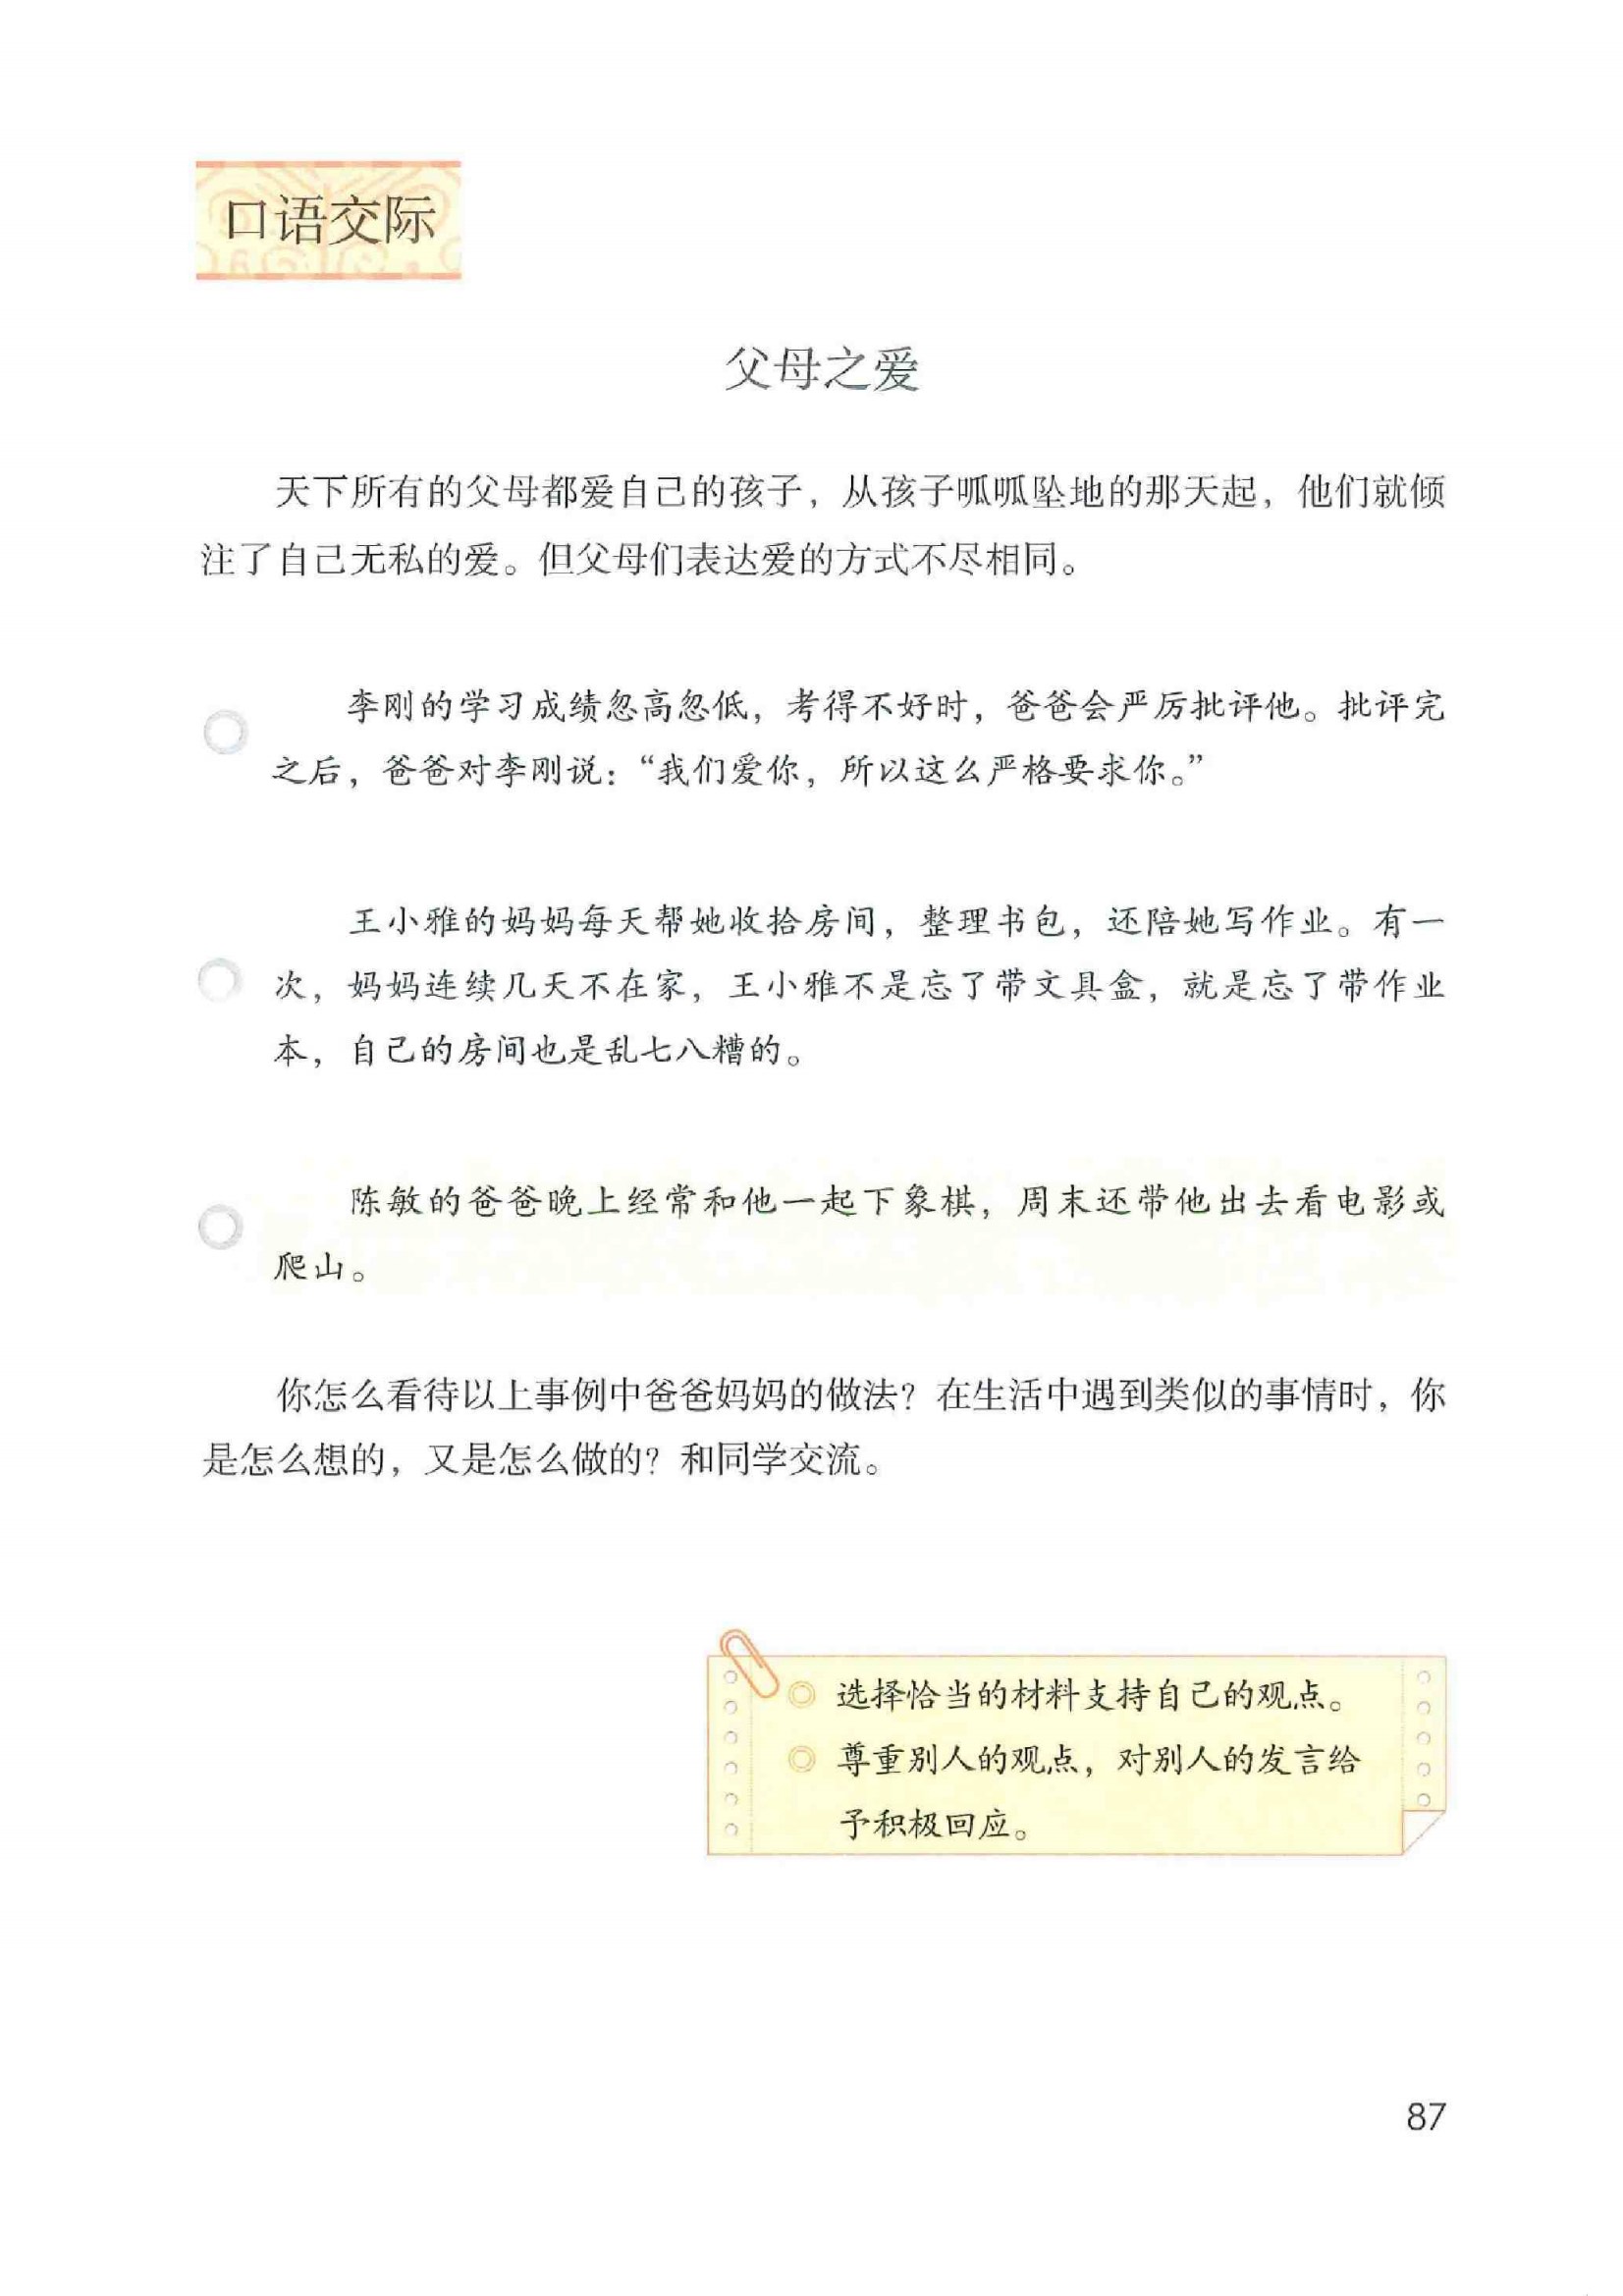 口语交际
父母之爱
天下所有的父母都爱自己的孩子，从孩子呱呱坠地的那天起，他们就倾
注了自己无私的爱。但父母们表达爱的方式不尽相同。
李刚的学习成绩忽高忽低，考得不好时，爸爸会严厉批评他。批评完
之后，爸爸对李刚说：“我们爱你，所以这么严格要求你。”
王小雅的妈妈每天帮她收拾房间，整理书包，还陪她写作业。有一
次，妈妈连续几天不在家，王小雅不是忘了带文具盒，就是忘了带作业
本，自己的房间也是乱七八糟的。
陈敏的爸爸晚上经常和他一起下象棋，周末还带他出去看电影或
爬山。
你怎么看待以上事例中爸爸妈妈的做法？在生活中遇到类似的事情时，你
是怎么想的，又是怎么做的？和同学交流。
选择恰当的材料支持自己的观点。
尊重别人的观点，对别人的发言给
予积极回应。
87